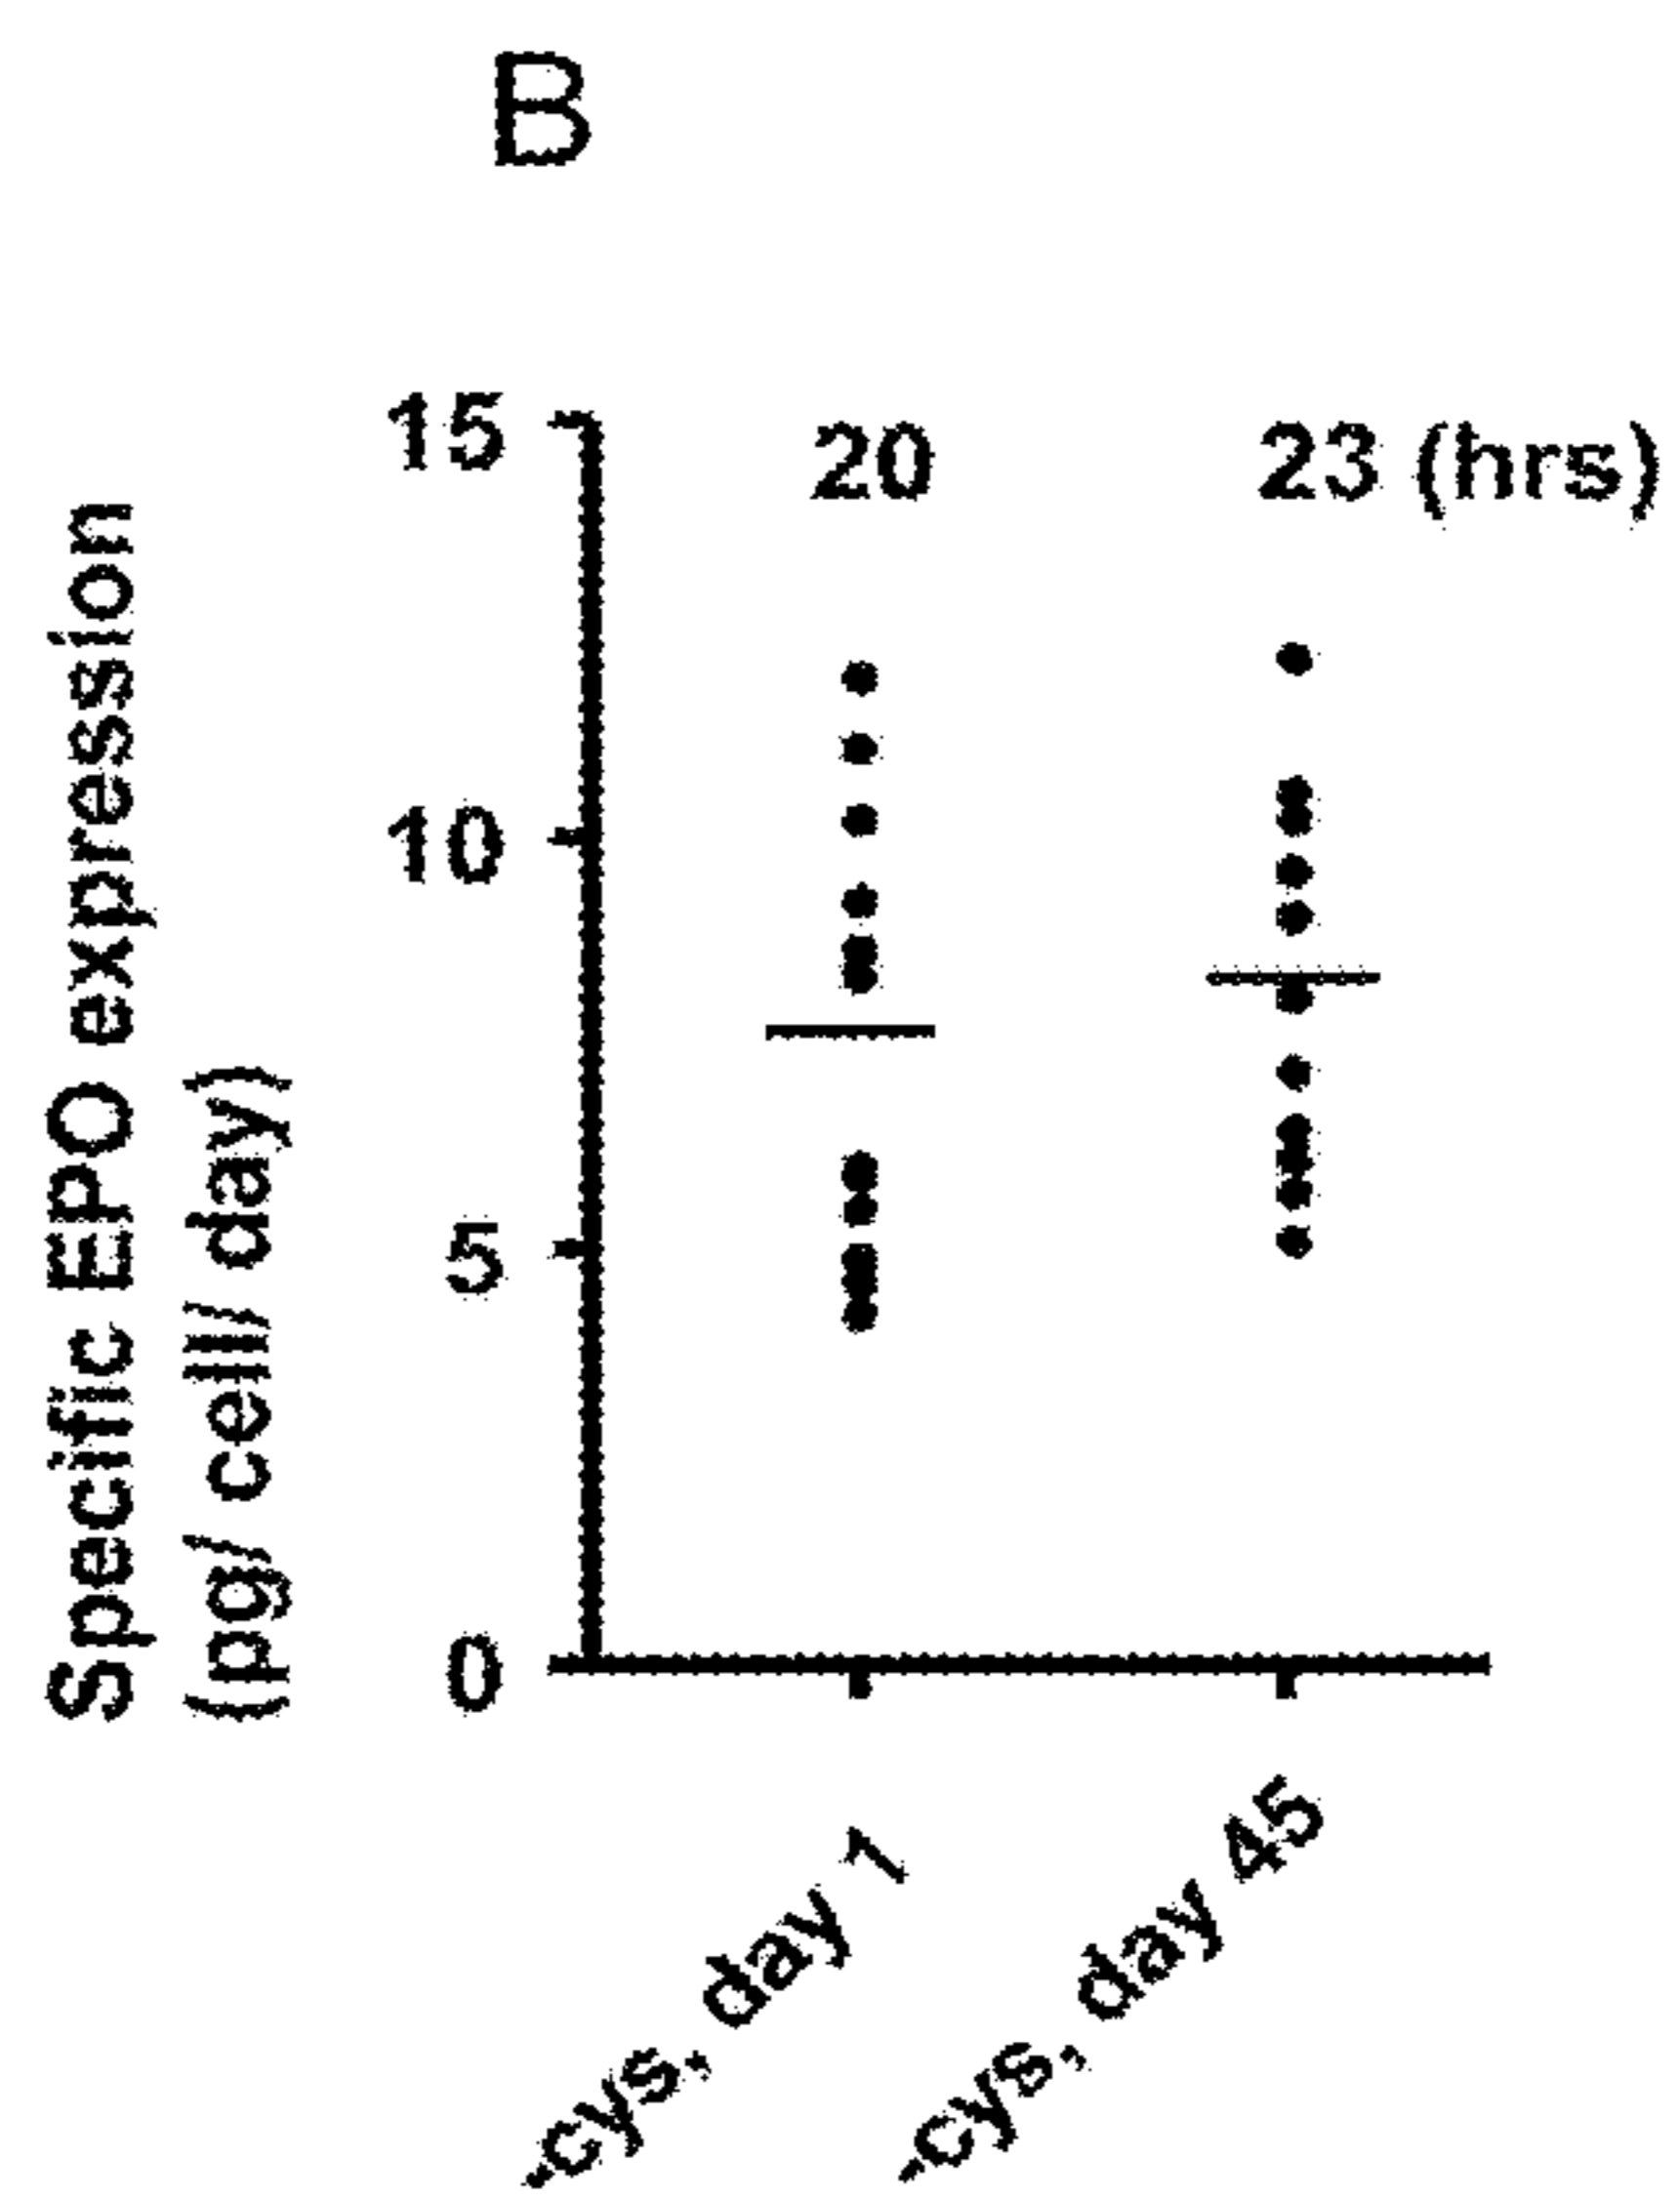 B
Specific EPO expression
(pg/ cell/ day)
15
10
5
0
20
23 (hrs)
-cys, day 1
-cys, day 45